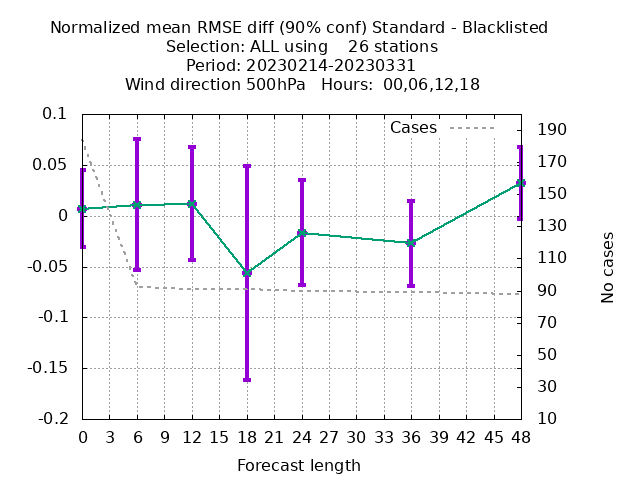 Normalized mean RMSE diff (90% conf) Standard - Blacklisted
Selection: ALL using    26 stations
Period: 20230214-20230331
Wind direction 500hPa   Hours:  00,06,12,18
0.1
0.05
0
-0.05
-0.1
-0.15
-0.2
Cases
190
170
150
130
110
90
70
50
30
10
No cases
0 3 6 9 12 15 18 21 24 27 30 33 36 39 42 45 48
Forecast length